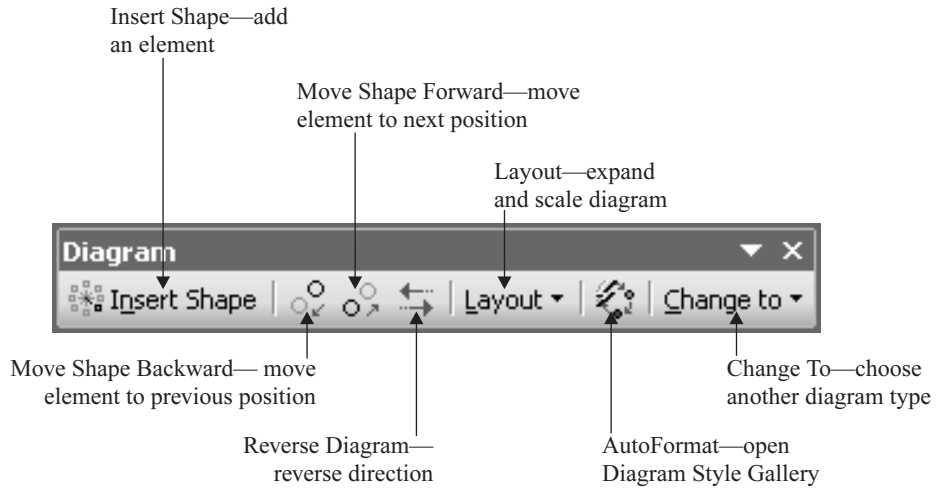 Insert Shape—add
an element
Move Shape Forward—move
element to next position
Layout—expand
and scale diagram
Diagram
Insert Shape
Layout
Change to
Move Shape Backward— move
element to previous position
Change To—choose
another diagram type
Reverse Diagram—
reverse direction
AutoFormat—open
Diagram Style Gallery